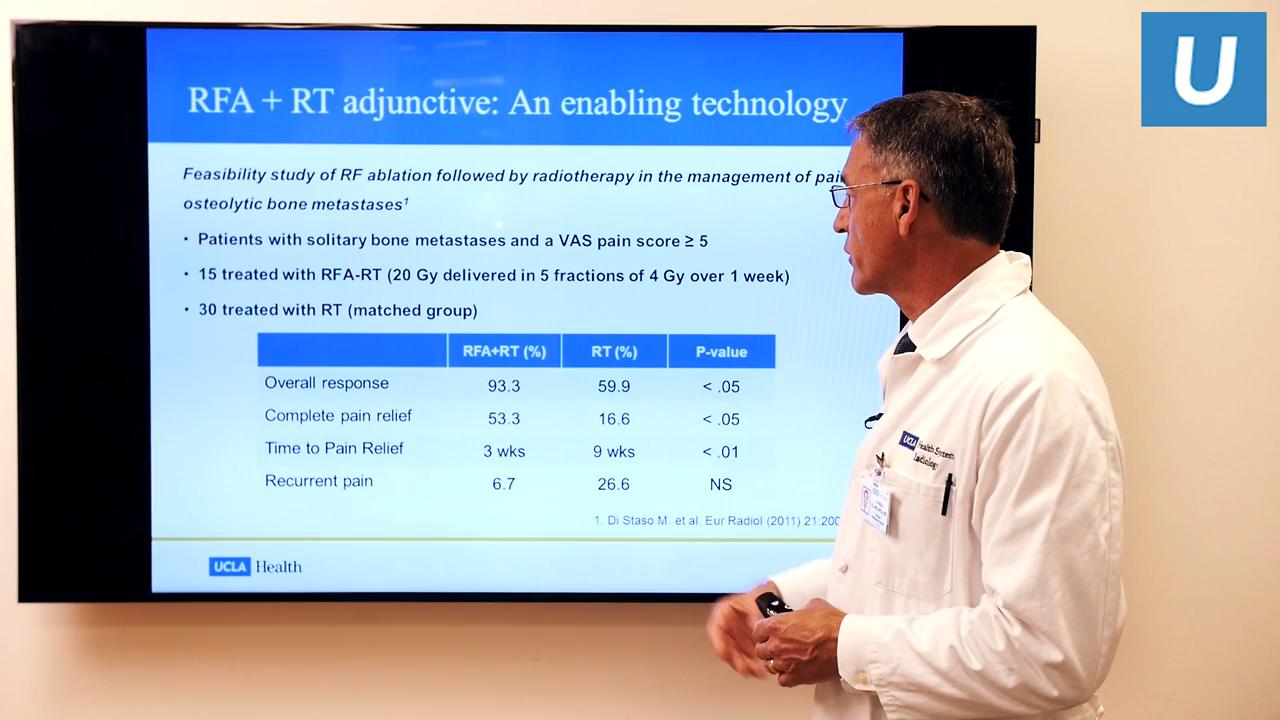 U
RFA + RT adjunctive: An enabling technology
Feasibility study of RF ablation followed by radiotherapy in the management of
osteolytic bone metastases¹
• Patients with solitary bone metastases and a VAS pain score ≥ 5
• 15 treated with RFA-RT (20 Gy delivered in 5 fractions of 4 Gy over 1 week)
• 30 treated with RT (matched group)
RFA+RT (%) RT (%) P-value
Overall response 93.3 59.9 < .05
Complete pain relief 53.3 16.6 < .05
Time to Pain Relief 3 wks 9 wks < .01
Recurrent pain 6.7 26.6 NS
1. Di Staso M. et al. Eur Radiol (2011) 21:200
UCLA Health
UCLA Health System
Radiology